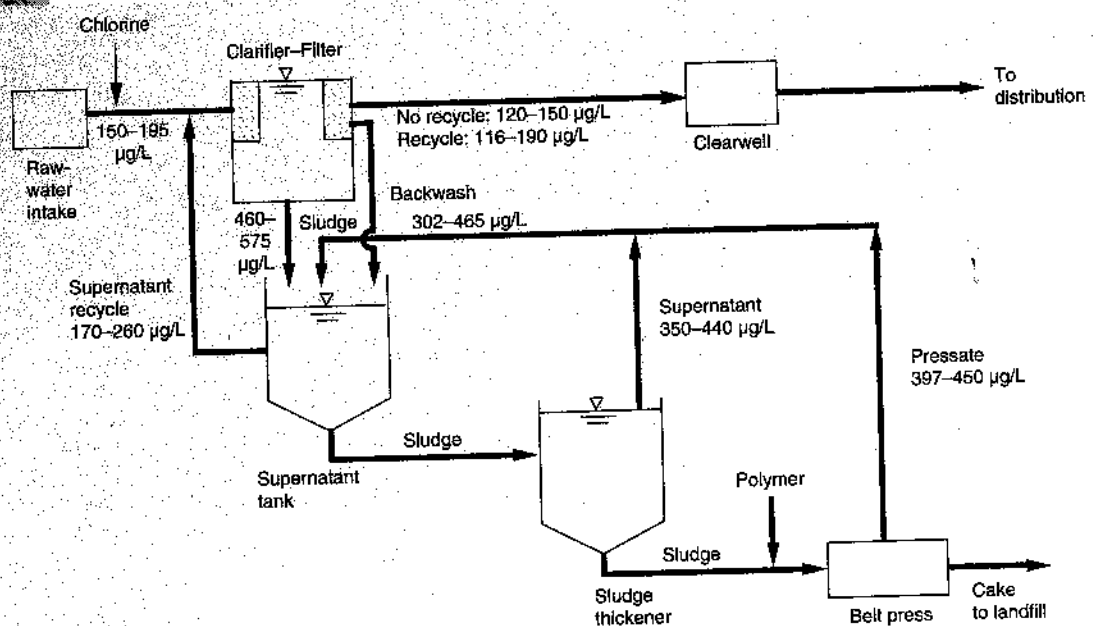 Chlorine
Clarifier–Filter
To
distribution
No recycle: 120–150 µg/L
Recycle: 116–190 µg/L
Clearwell
150–195
µg/L
Raw-
water
intake
Backwash
460–
575
µg/L
Sludge
302–465 µg/L
Supernatant
recycle
170–260 µg/L
Supernatant
350–440 µg/L
Pressate
397–450 µg/L
Sludge
Supernatant
tank
Polymer
Sludge
Sludge
thickener
Belt press
Cake
to landfill